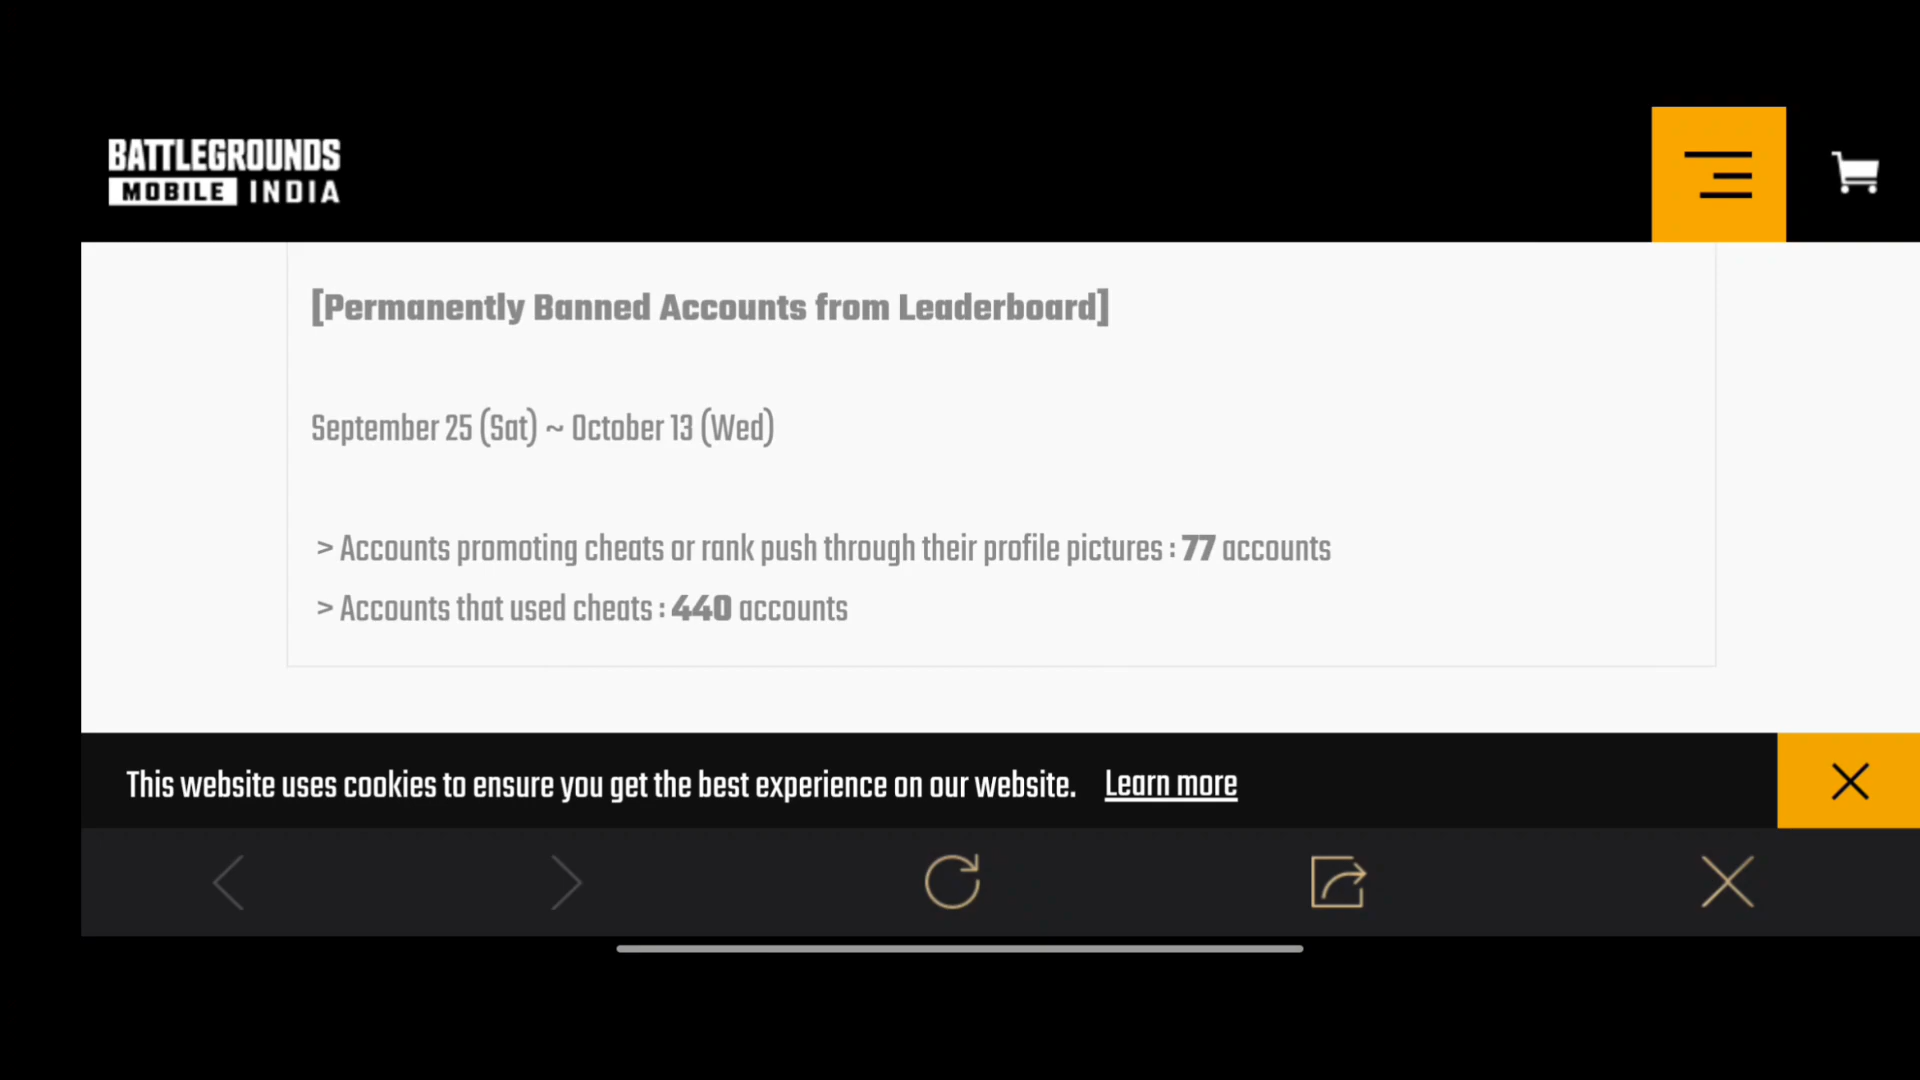 BATTLEGROUNDS
MOBILE INDIA
[Permanently Banned Accounts from Leaderboard]
September 25 (Sat) ~ October 13 (Wed)
> Accounts promoting cheats or rank push through their profile pictures : 77 accounts
> Accounts that used cheats : 440 accounts
This website uses cookies to ensure you get the best experience on our website. Learn more